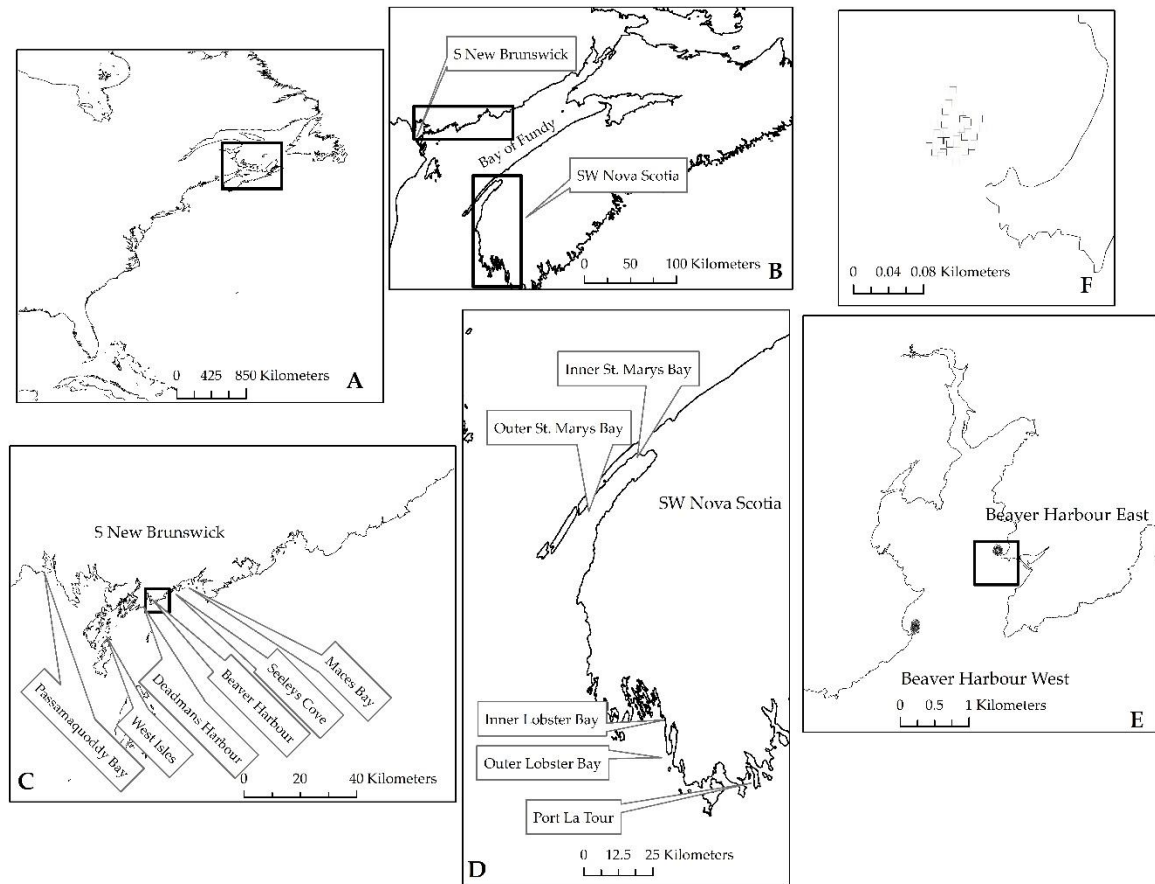 0 425 850 Kilometers
A
S New Brunswick
Bay of Fundy
SW Nova Scotia
0 50 100 Kilometers
B
0 0.04 0.08 Kilometers
F
S New Brunswick
Passamaquoddy Bay
West Isles
Deadmans Harbour
Beaver Harbour
Seeleys Cove
Maces Bay
C
0 20 40 Kilometers
Inner St. Marys Bay
Outer St. Marys Bay
SW Nova Scotia
Inner Lobster Bay
Outer Lobster Bay
Port La Tour
D
0 12.5 25 Kilometers
Beaver Harbour East
Beaver Harbour West
0 0.5 1 Kilometers
E